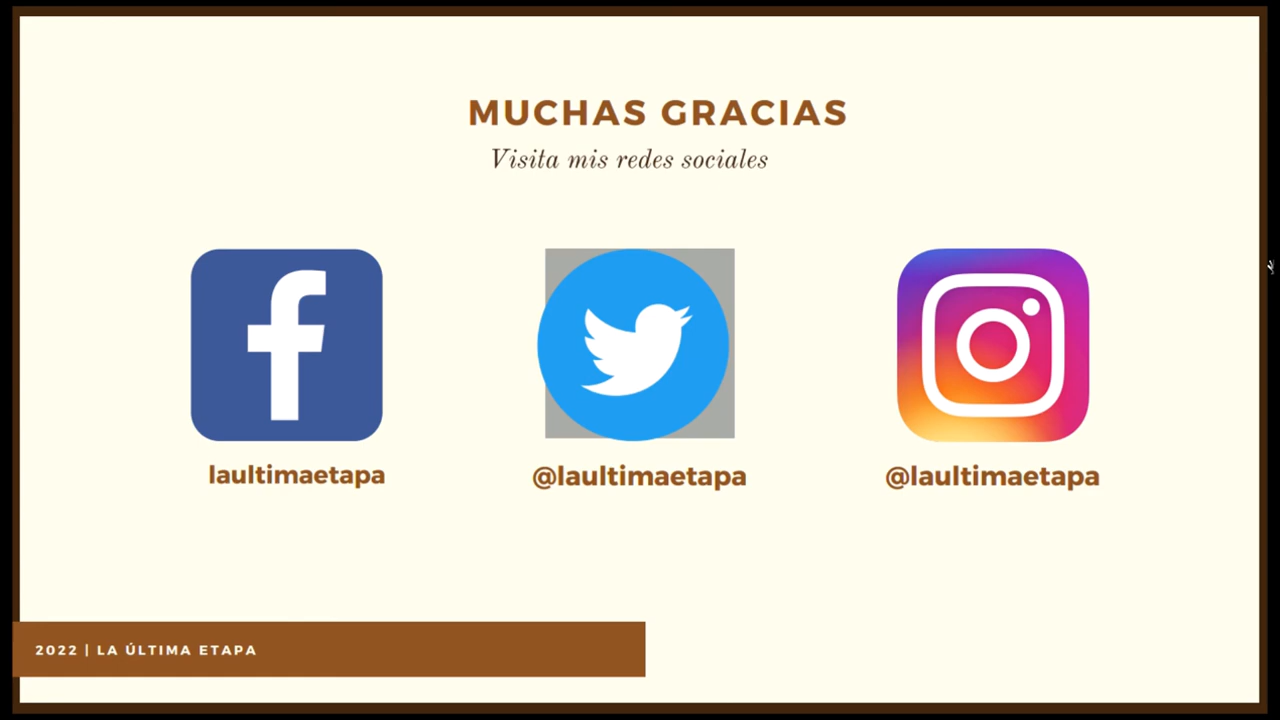 MUCHAS GRACIAS
Visita mis redes sociales
laultimaetapa
@laultimaetapa
@laultimaetapa
2022 | LA ÚLTIMA ETAPA